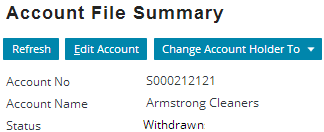 Account File Summary
Refresh Edit Account Change Account Holder To
Account No S000212121
Account Name Armstrong Cleaners
Status Withdrawn